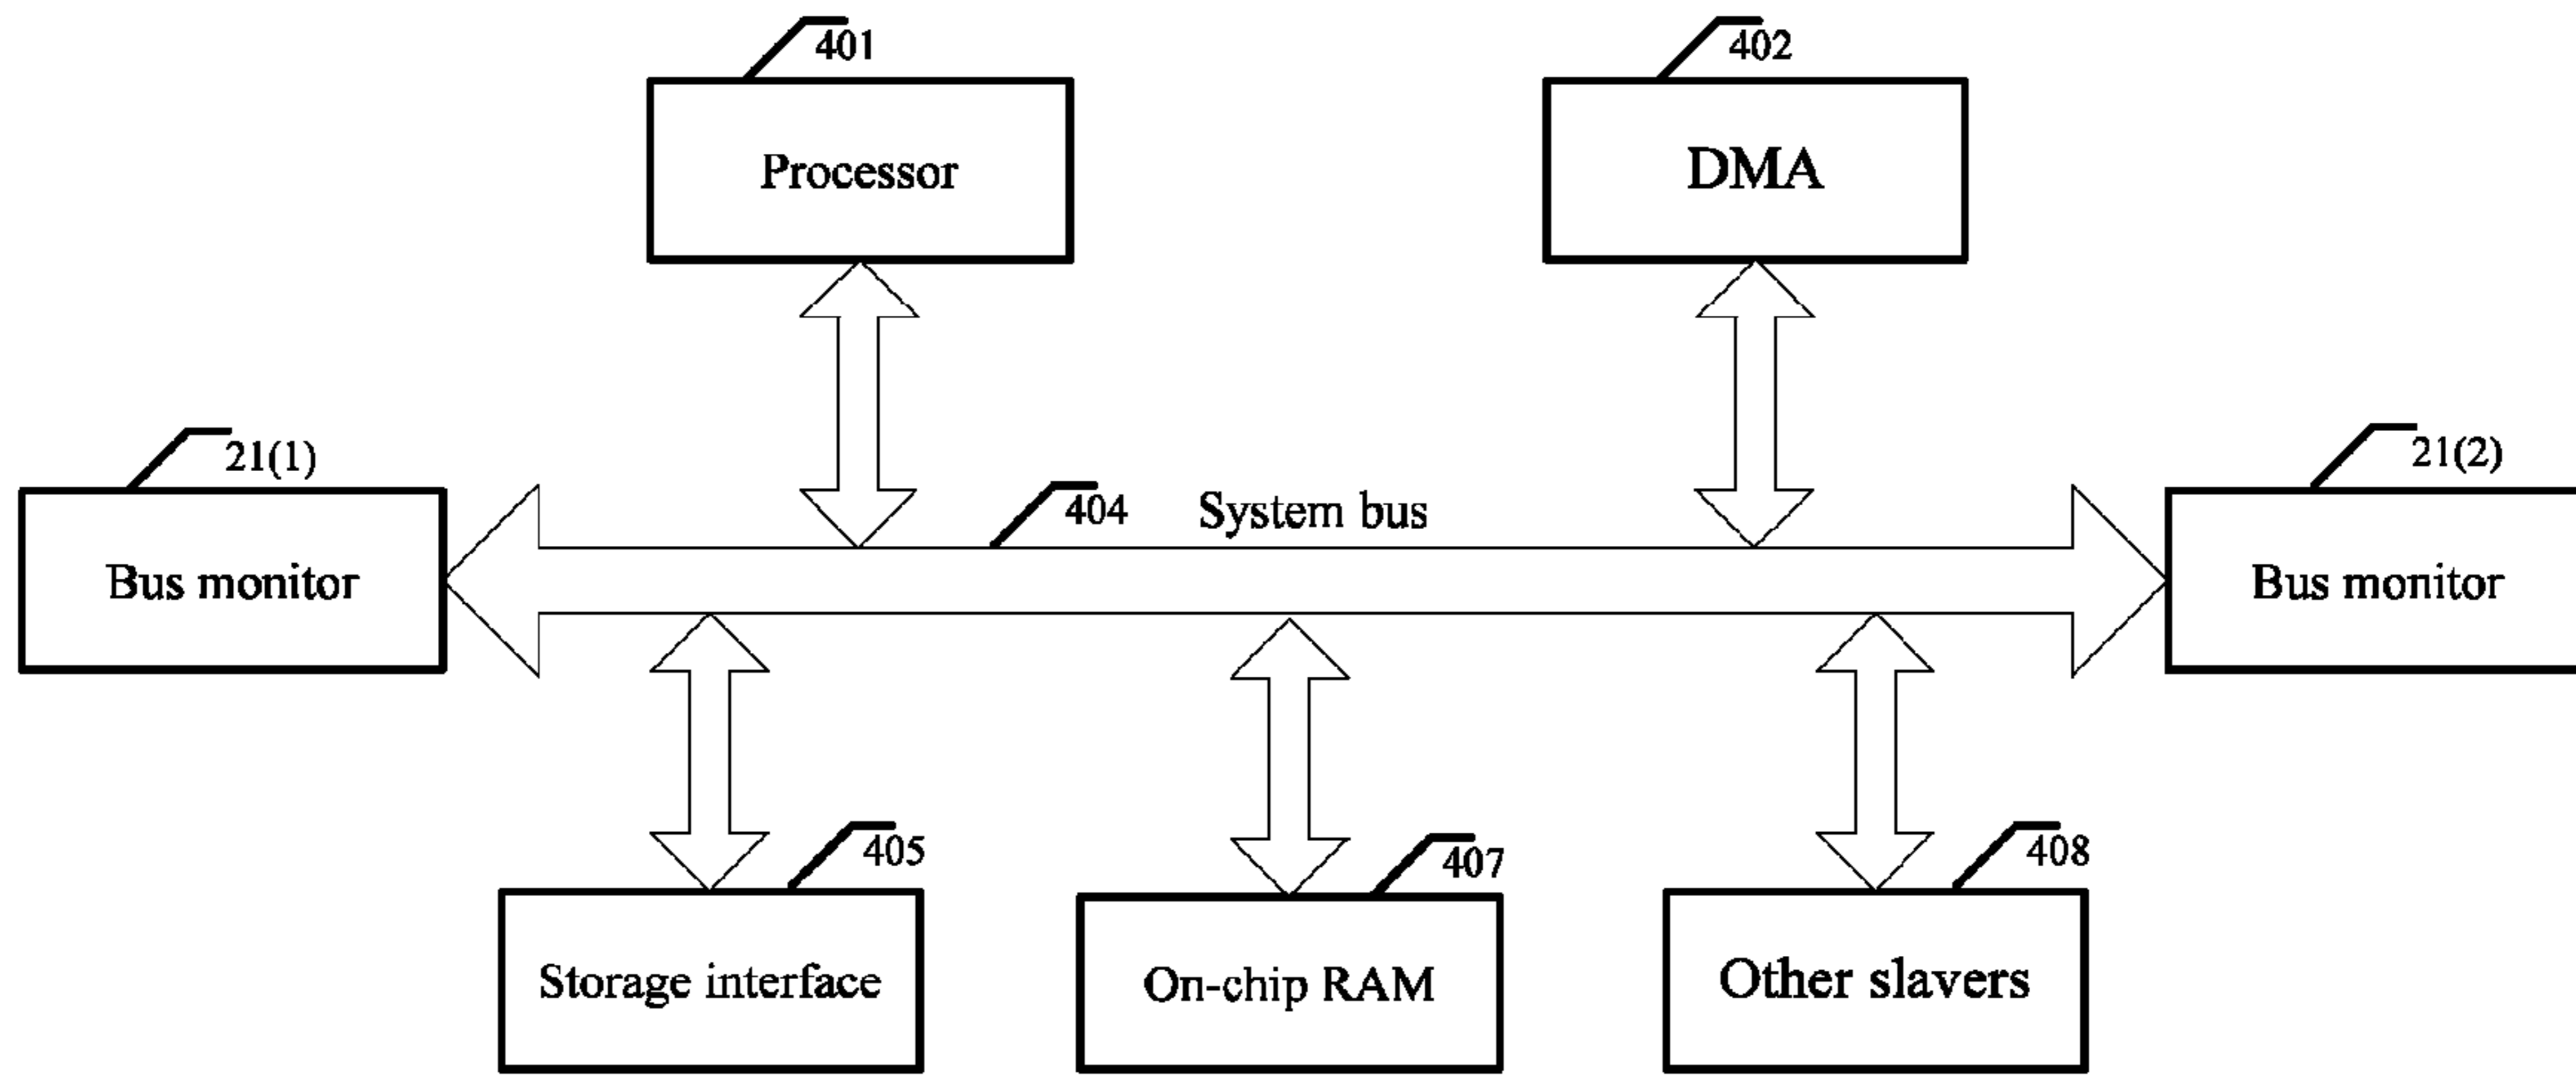 401
402
Processor
DMA
21(1)
21(2)
404
System bus
Bus monitor
Bus monitor
405
407
408
Storage interface
On-chip RAM
Other slavers